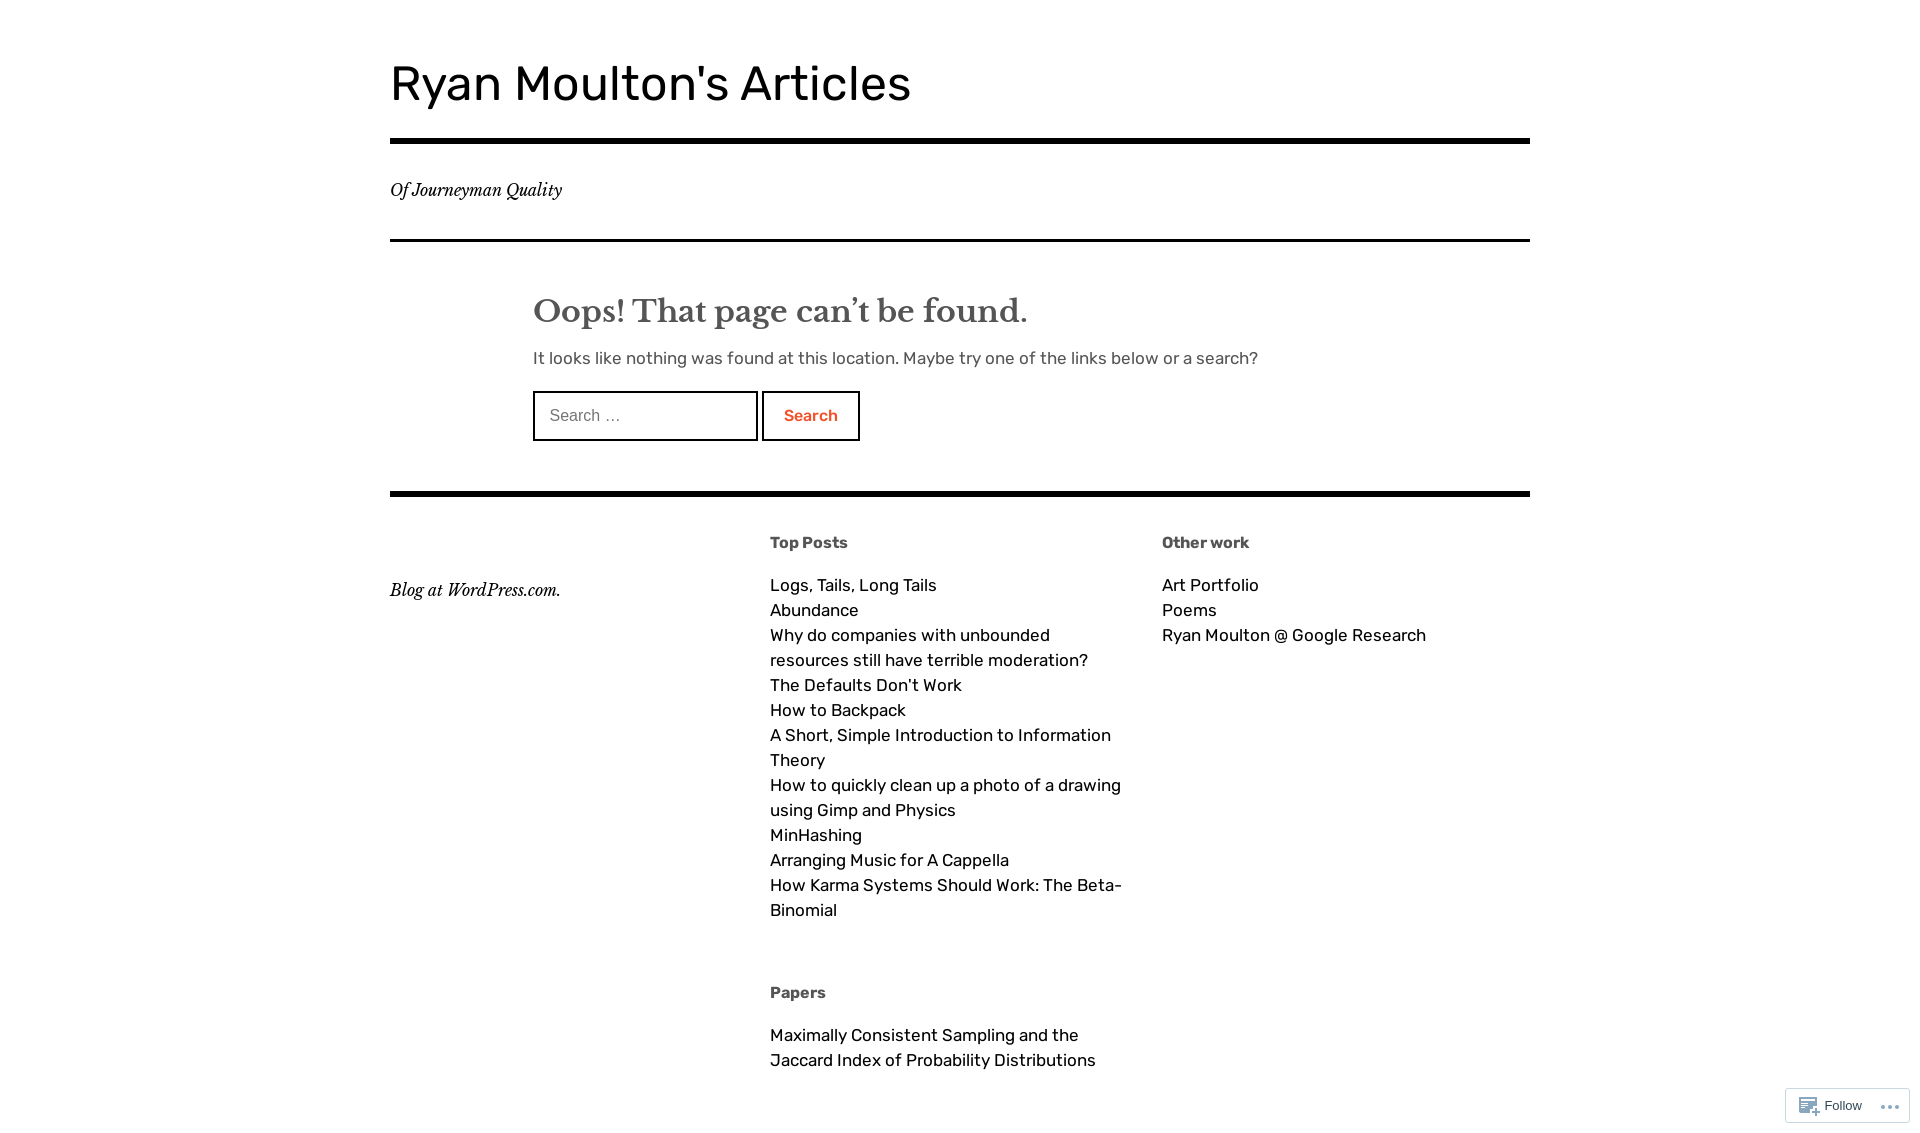 Ryan Moulton's Articles
Of Journeyman Quality
Oops! That page can’t be found.
It looks like nothing was found at this location. Maybe try one of the links below or a search?
Search …
Search
Blog at WordPress.com.
Top Posts
Logs, Tails, Long Tails
Abundance
Why do companies with unbounded
resources still have terrible moderation?
The Defaults Don't Work
How to Backpack
A Short, Simple Introduction to Information
Theory
How to quickly clean up a photo of a drawing
using Gimp and Physics
MinHashing
Arranging Music for A Cappella
How Karma Systems Should Work: The Beta-
Binomial
Papers
Maximally Consistent Sampling and the
Jaccard Index of Probability Distributions
Other work
Art Portfolio
Poems
Ryan Moulton @ Google Research
Follow